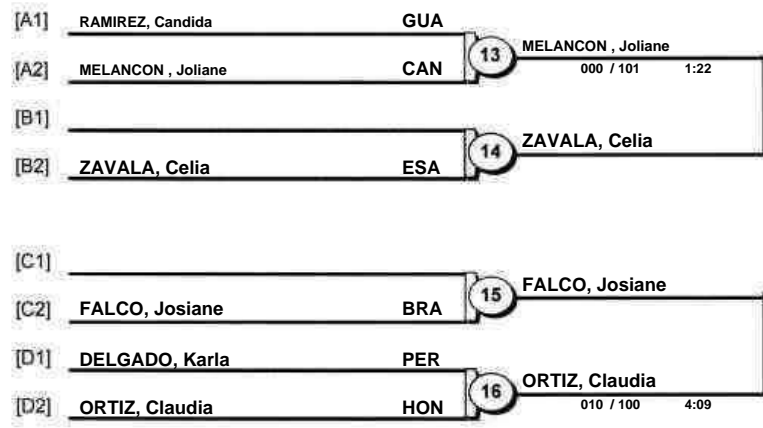 [A1] RAMIREZ, Candida GUA
13 MELANCON , Joliane
[A2] MELANCON , Joliane CAN 000 / 101 1:22
[B1]
14 ZAVALA, Celia
[B2] ZAVALA, Celia ESA
[C1]
15 FALCO, Josiane
[C2] FALCO, Josiane BRA
[D1] DELGADO, Karla PER
16 ORTIZ, Claudia
[D2] ORTIZ, Claudia HON 010 / 100 4:09